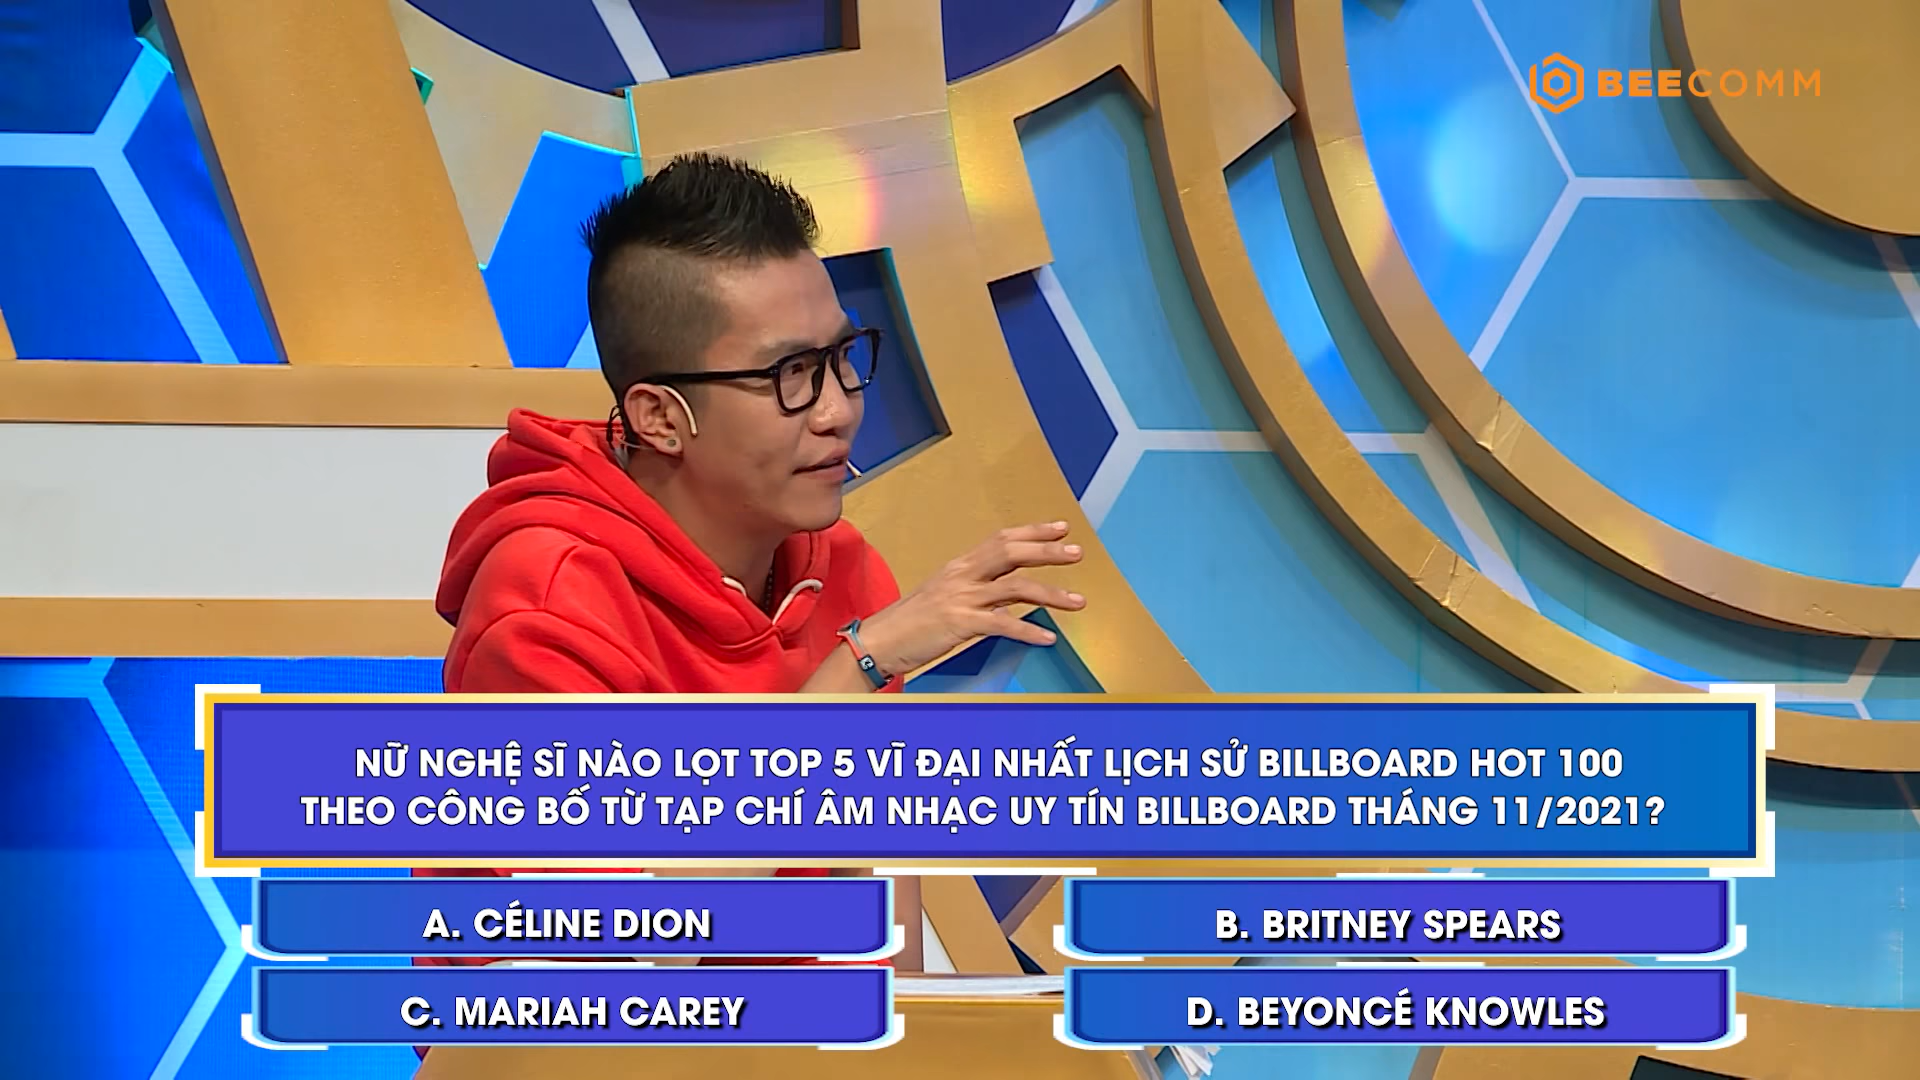 BEECOMM
NỮ NGHỆ SĨ NÀO LỌT TOP 5 VĨ ĐẠI NHẤT LỊCH SỬ BILLBOARD HOT 100
THEO CÔNG BỐ TỪ TẠP CHÍ ÂM NHẠC UY TÍN BILLBOARD THÁNG 11/2021?
A. CÉLINE DION
B. BRITNEY SPEARS
C. MARIAH CAREY
D. BEYONCÉ KNOWLES